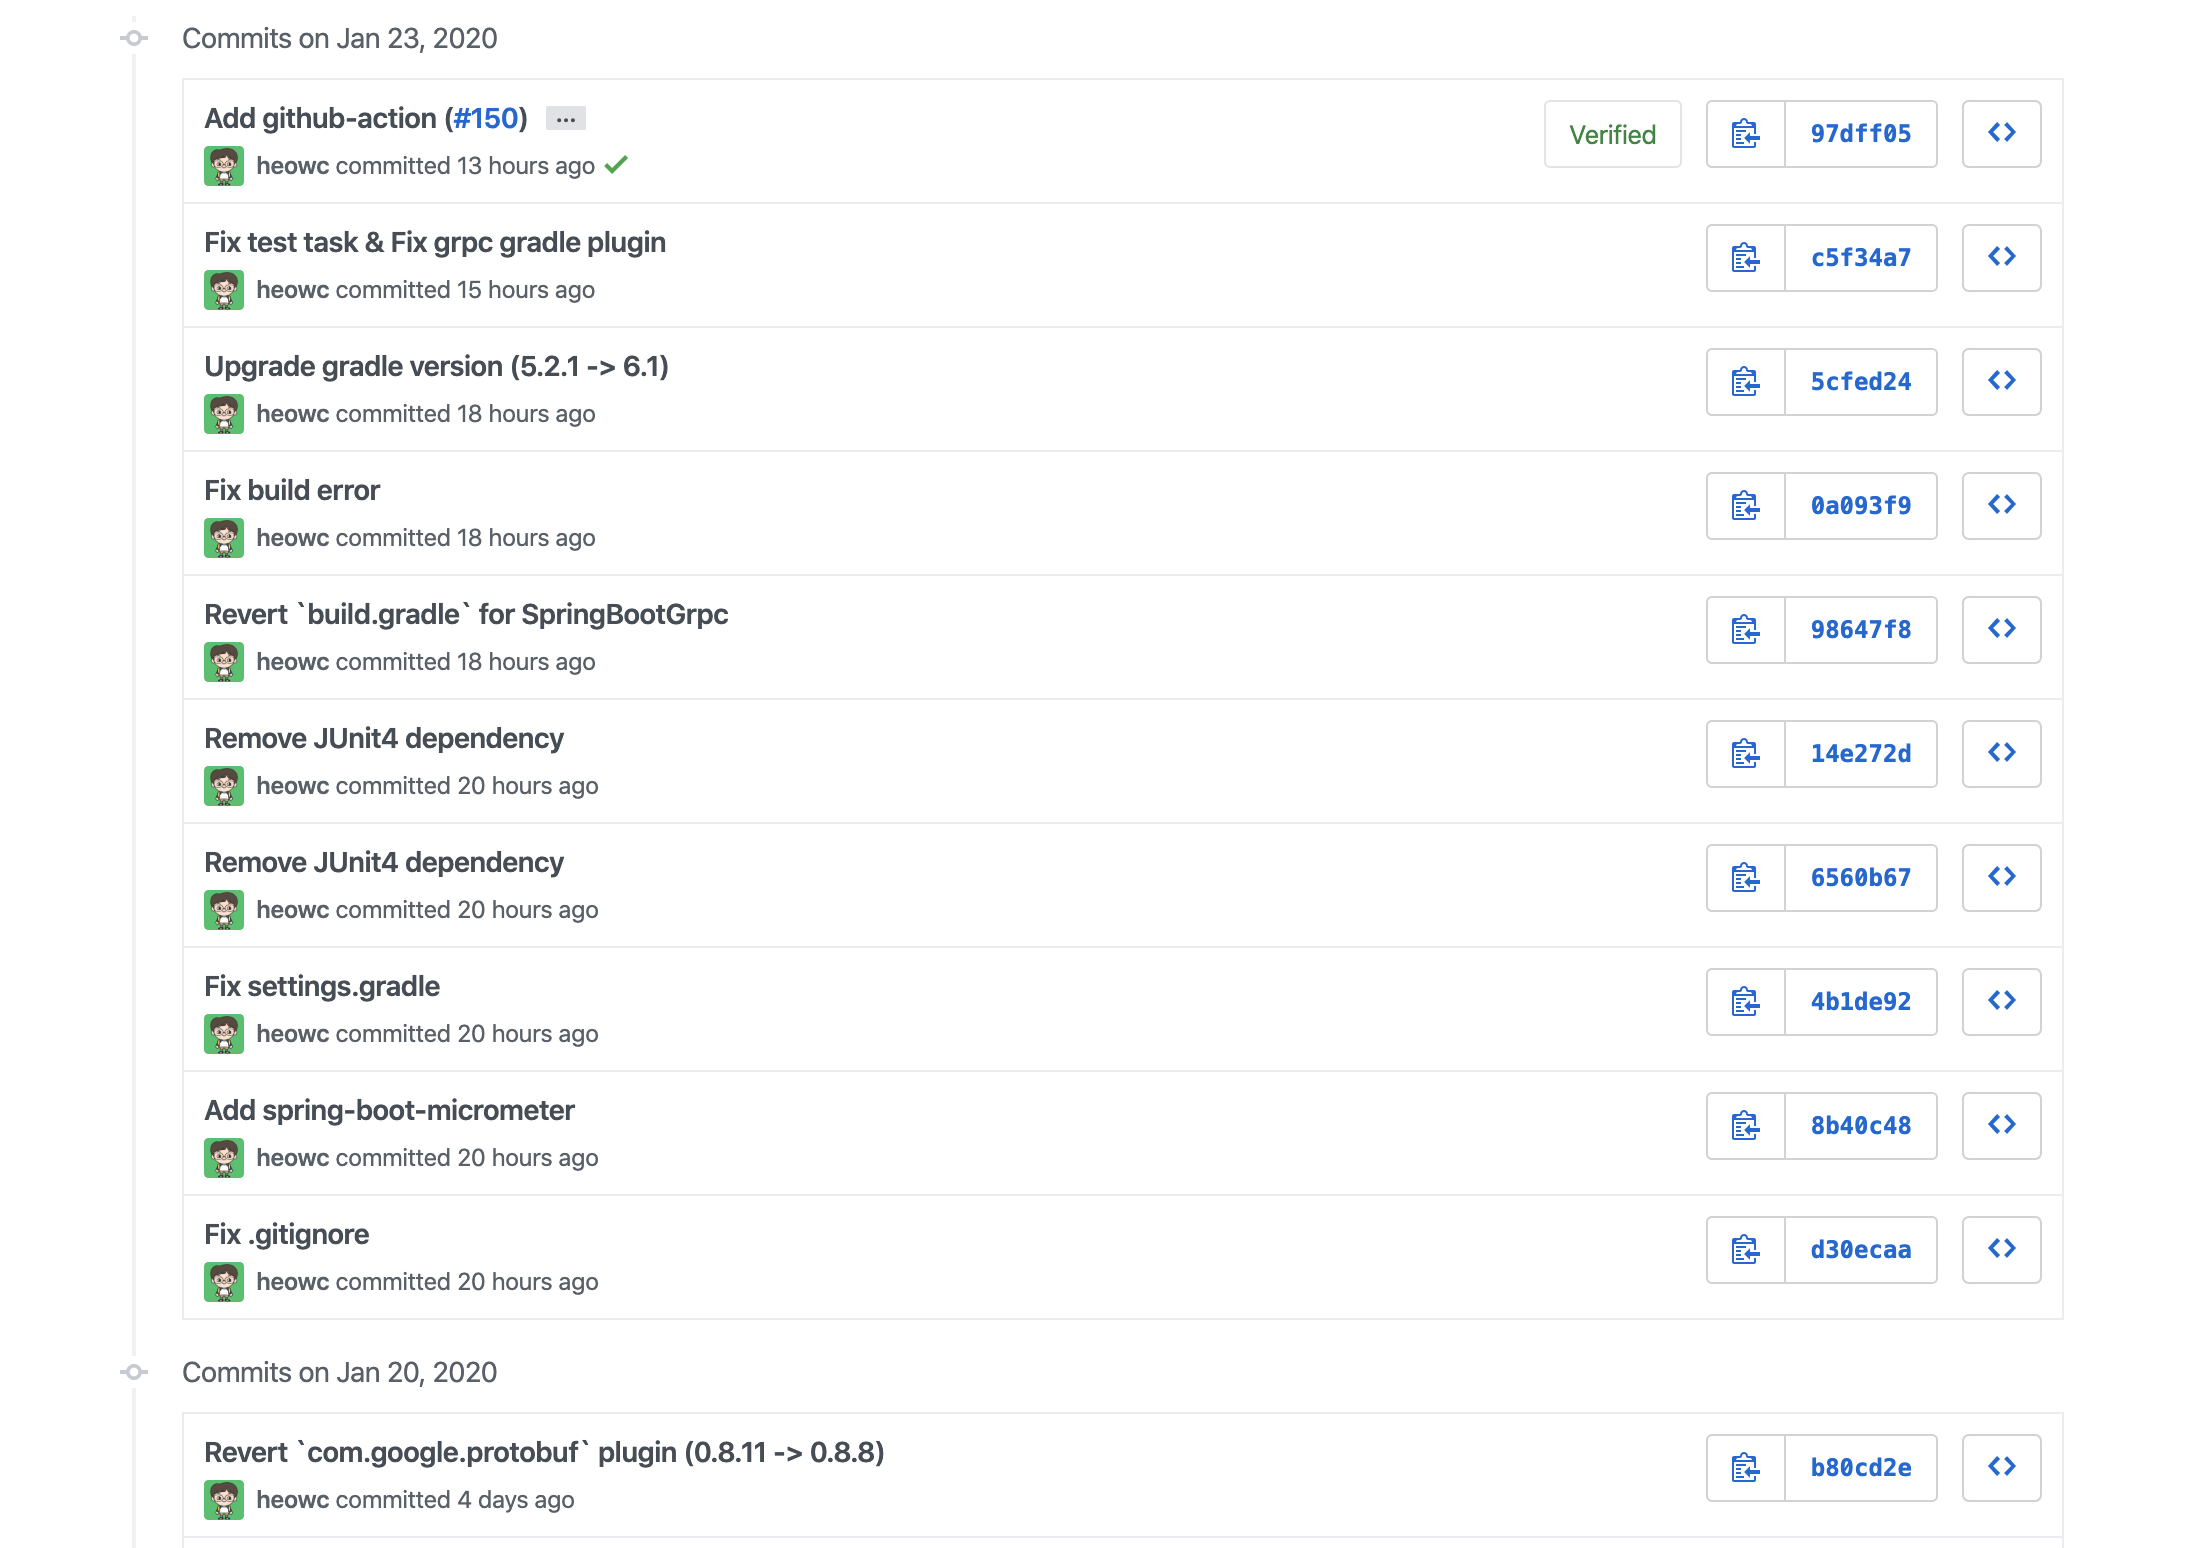 Commits on Jan 23, 2020
Add github-action (#150) ...
Verified
97dff05
heowc committed 13 hours ago
Fix test task & Fix grpc gradle plugin
c5f34a7
heowc committed 15 hours ago
Upgrade gradle version (5.2.1 -> 6.1)
5cfed24
heowc committed 18 hours ago
Fix build error
0a093f9
heowc committed 18 hours ago
Revert `build.gradle` for SpringBootGrpc
98647f8
heowc committed 18 hours ago
Remove JUnit4 dependency
14e272d
heowc committed 20 hours ago
Remove JUnit4 dependency
6560b67
heowc committed 20 hours ago
Fix settings.gradle
4b1de92
heowc committed 20 hours ago
Add spring-boot-micrometer
8b40c48
heowc committed 20 hours ago
Fix .gitignore
d30ecaa
heowc committed 20 hours ago
Commits on Jan 20, 2020
Revert `com.google.protobuf` plugin (0.8.11 -> 0.8.8)
b80cd2e
heowc committed 4 days ago